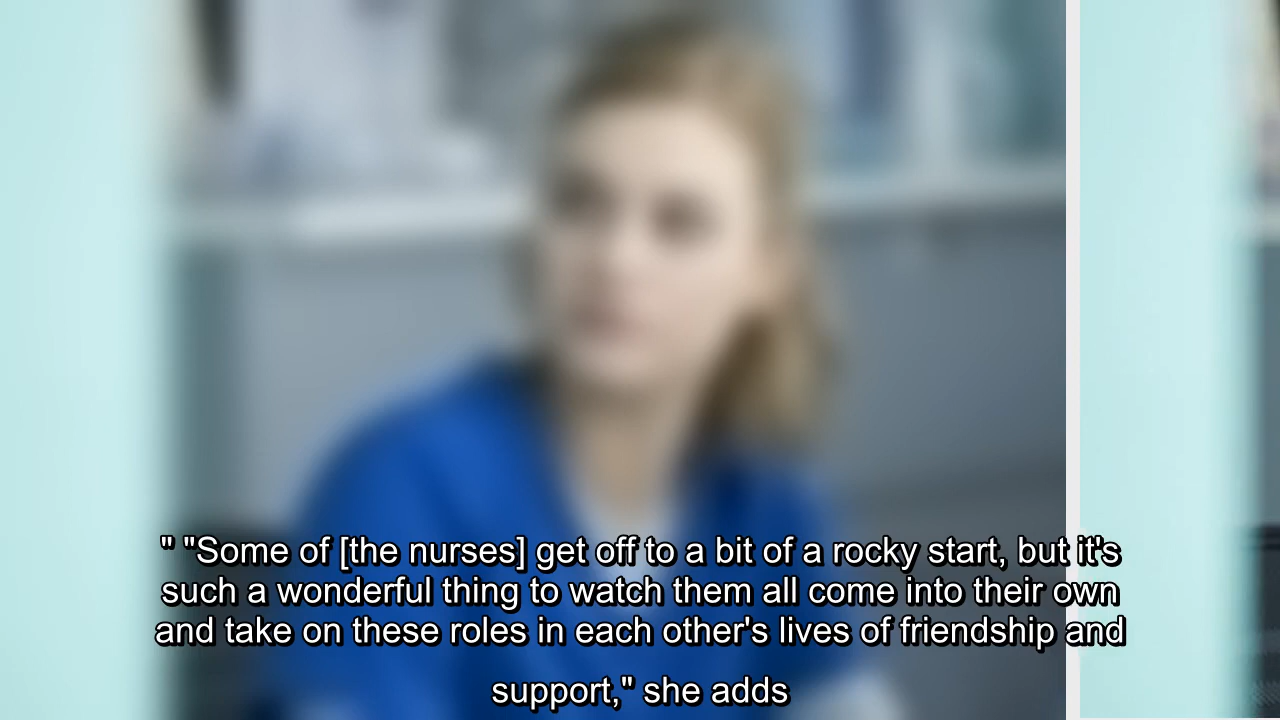 " "Some of [the nurses] get off to a bit of a rocky start, but it's
such a wonderful thing to watch them all come into their own
and take on these roles in each other's lives of friendship and
support," she adds